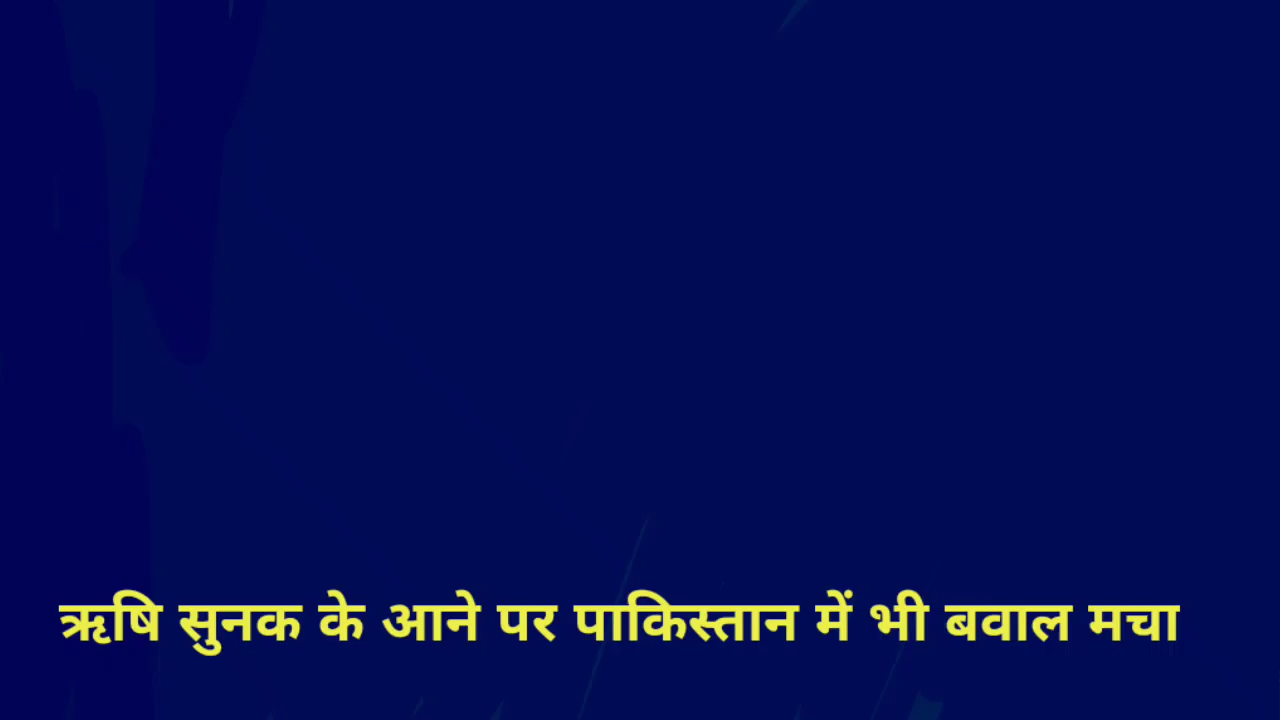 ऋषि सुनक के आने पर पाकिस्तान में भी बवाल मचा